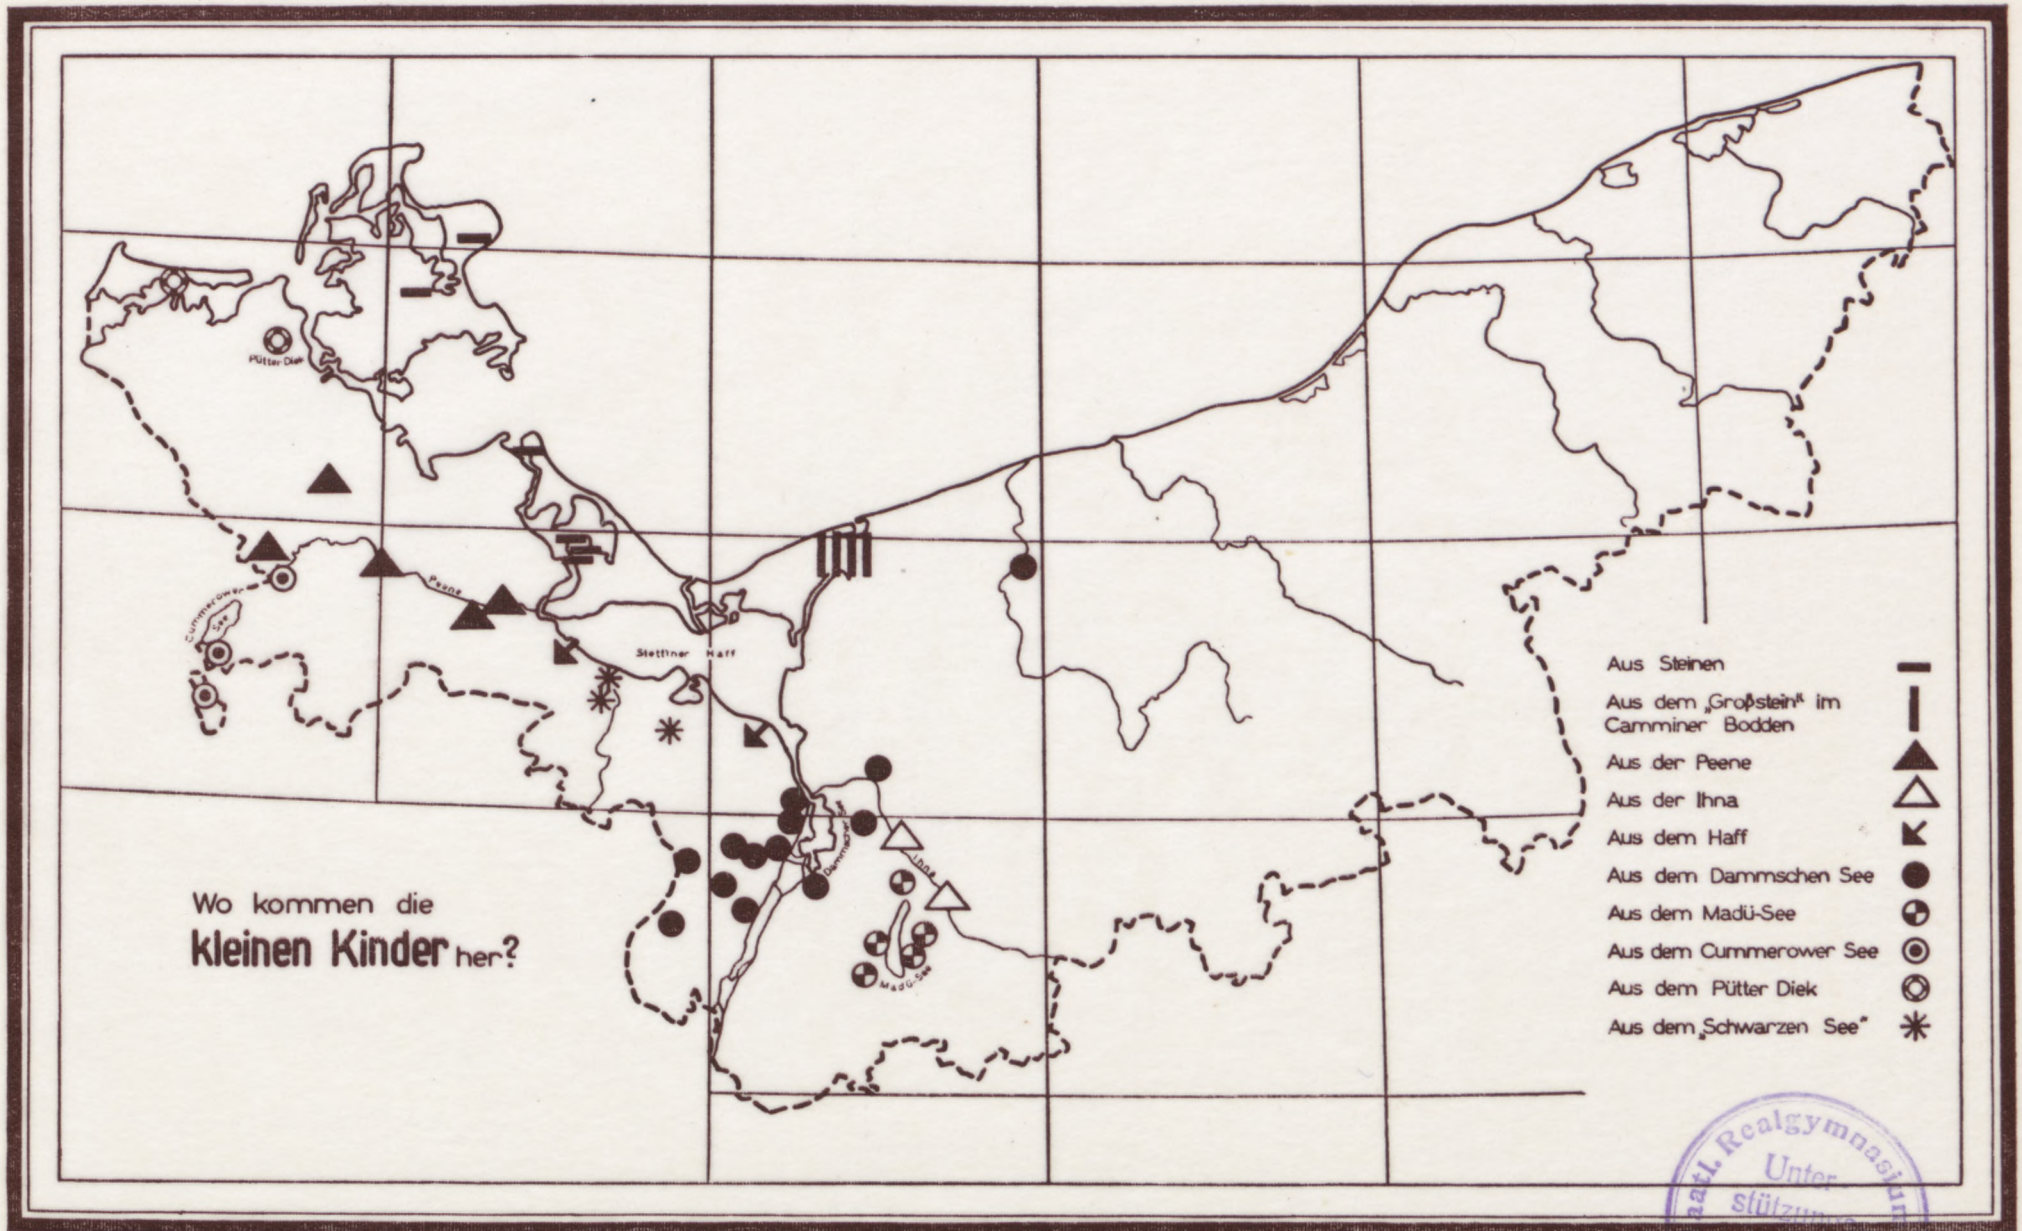 Pütter Diek
Cummerower
See
Peene
Stettiner Haff
Dammscher See
Ihna
Madü-See
Wo kommen die
kleinen Kinder her?
Aus Steinen
Aus dem „Großstein“ im
Camminer Bodden
Aus der Peene
Aus der Ihna
Aus dem Haff
Aus dem Dammschen See
Aus dem Madü-See
Aus dem Cummerower See
Aus dem Pütter Diek
Aus dem „Schwarzen See“
aatl. Realgymnasium
Unter-
stützungs